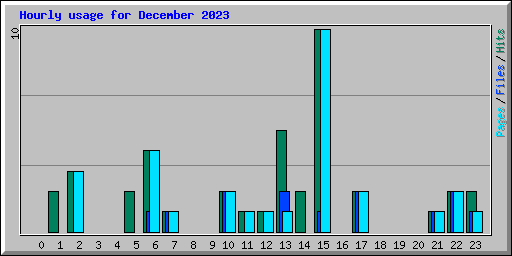 Hourly usage for December 2023
10
Pages/Files/Hits
0 1 2 3 4 5 6 7 8 9 10 11 12 13 14 15 16 17 18 19 20 21 22 23